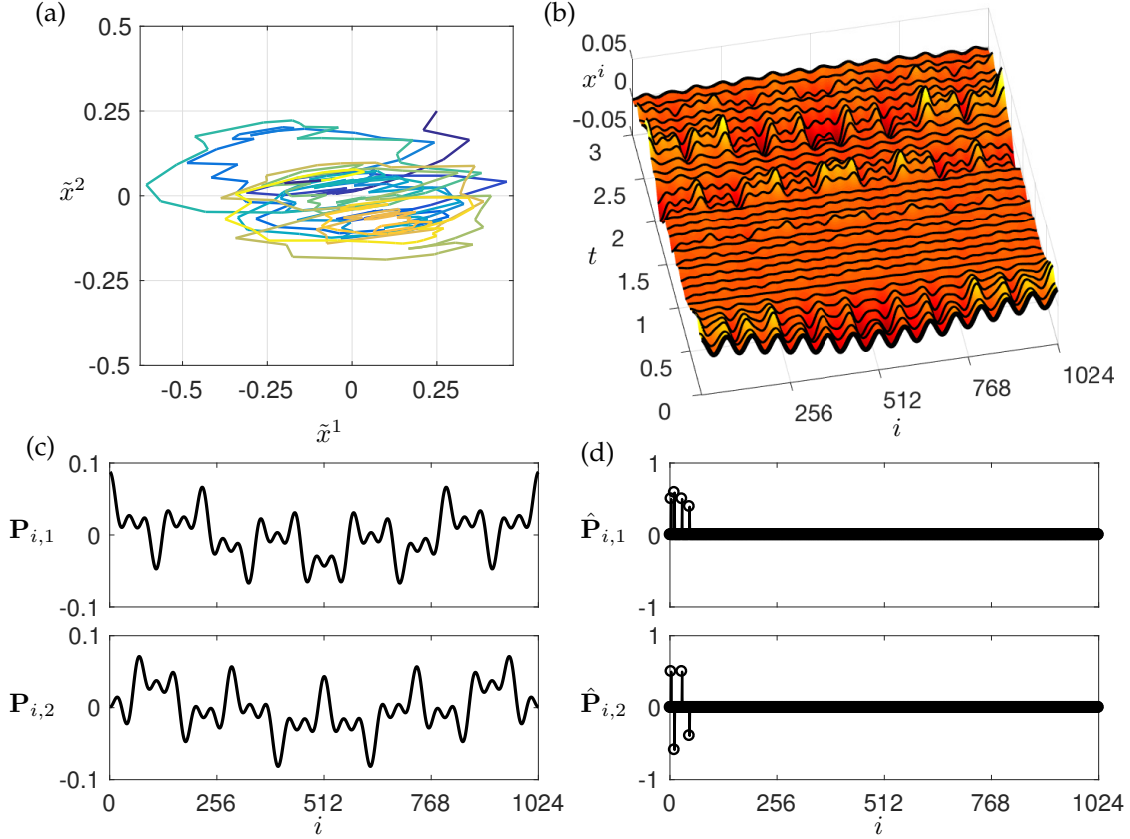 (a)
0.5
0.25
x̃²
0
-0.25
-0.5
-0.5 -0.25 0 0.25
x̃¹
(b)
0.05
xⁱ
0
-0.05
3
2.5
2
t
1.5
1
0.5
0
256
512
768
1024
i
(c)
0.1
P_{i,1}
0
-0.1
0.1
P_{i,2}
0
-0.1
0 256 512 768 1024
i
(d)
1
P̂_{i,1}
0
-1
1
P̂_{i,2}
0
-1
0 256 512 768 1024
i